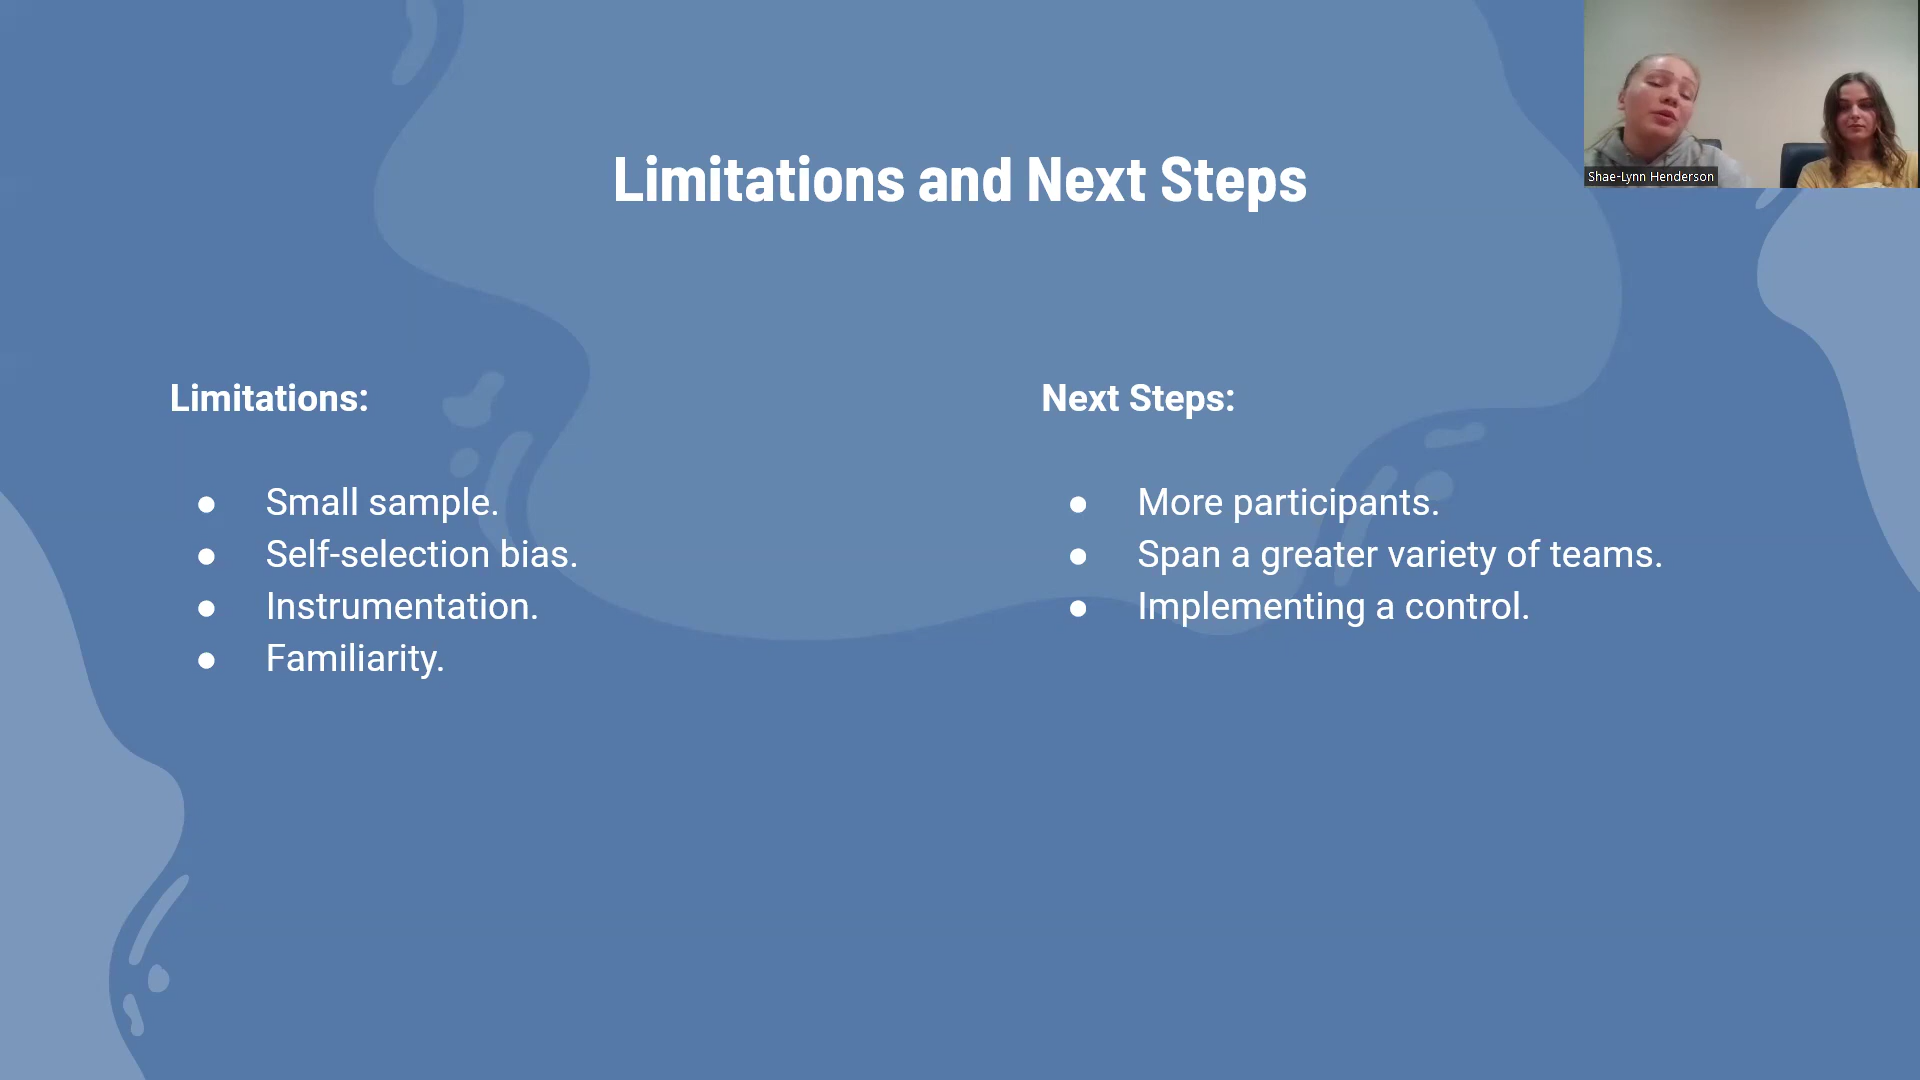 Limitations and Next Steps
Shae-Lynn Henderson
Limitations:
● Small sample.
● Self-selection bias.
● Instrumentation.
● Familiarity.
Next Steps:
● More participants.
● Span a greater variety of teams.
● Implementing a control.